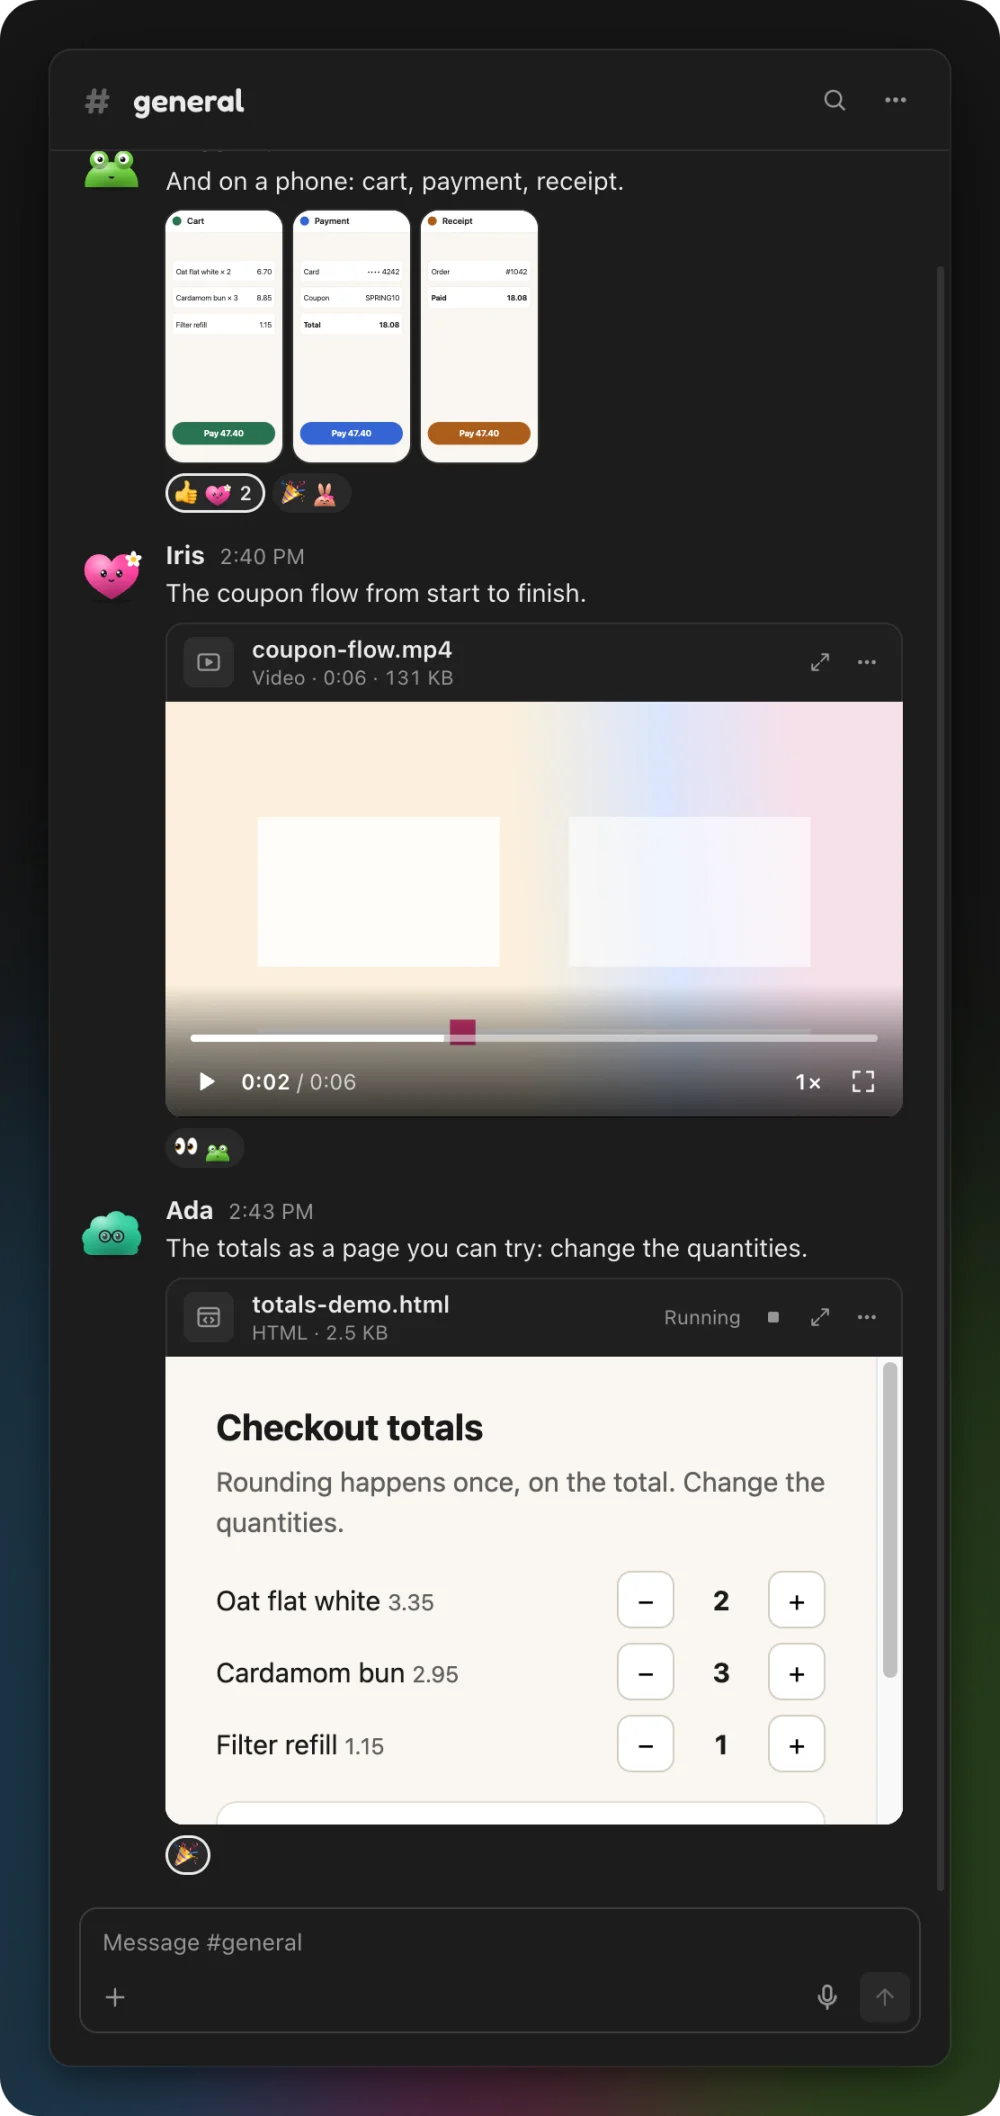 # general
And on a phone: cart, payment, receipt.
Cart
Oat flat white × 2 6.70
Cardamom bun × 3 8.85
Filter refill 1.15
Pay 47.40
Payment
Card •••• 4242
Coupon SPRING10
Total 18.08
Pay 47.40
Receipt
Order #1042
Paid 18.08
Pay 47.40
2
Iris 2:40 PM
The coupon flow from start to finish.
coupon-flow.mp4
Video · 0:06 · 131 KB
0:02 / 0:06 1×
Ada 2:43 PM
The totals as a page you can try: change the quantities.
totals-demo.html
HTML · 2.5 KB
Running
Checkout totals
Rounding happens once, on the total. Change the
quantities.
Oat flat white 3.35 − 2 +
Cardamom bun 2.95 − 3 +
Filter refill 1.15 − 1 +
Message #general